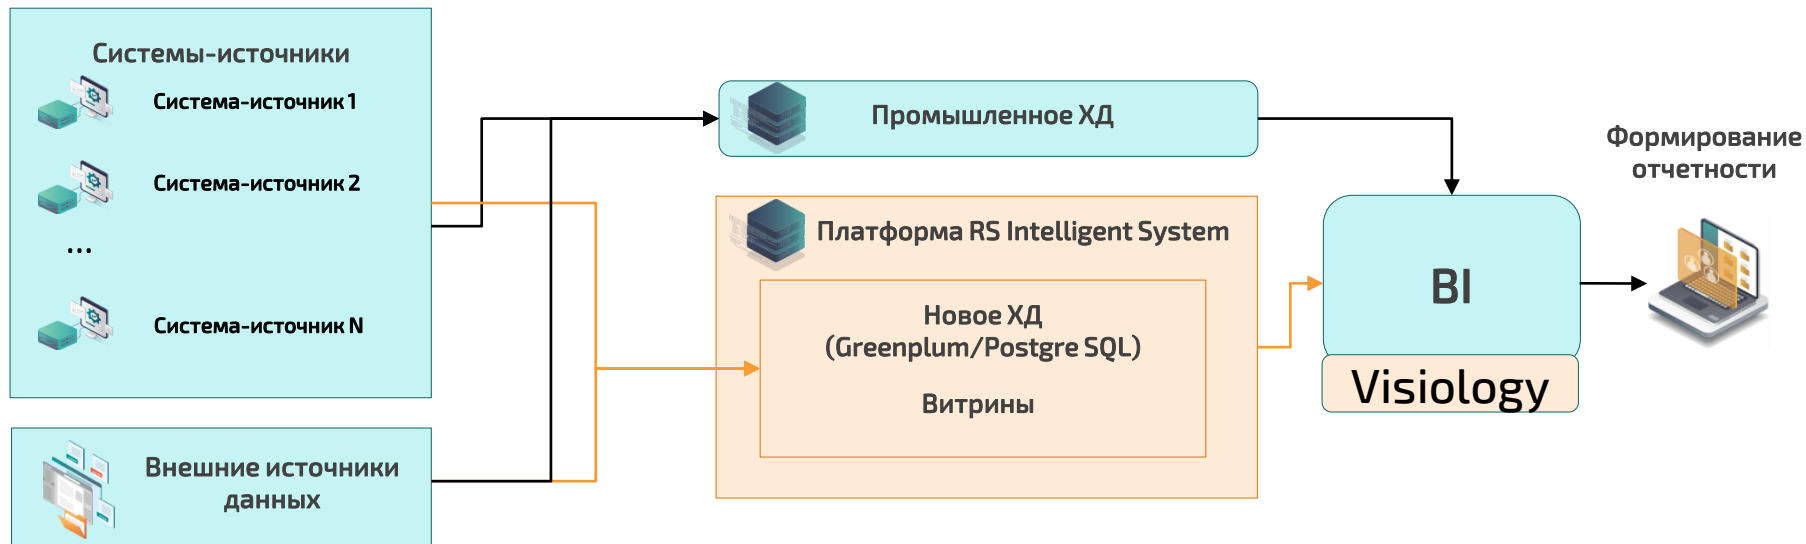 Системы-источники
Система-источник 1
Система-источник 2
...
Система-источник N
Внешние источники
данных
Промышленное ХД
Платформа RS Intelligent System
Новое ХД
(Greenplum/Postgre SQL)
Витрины
BI
Visiology
Формирование
отчетности